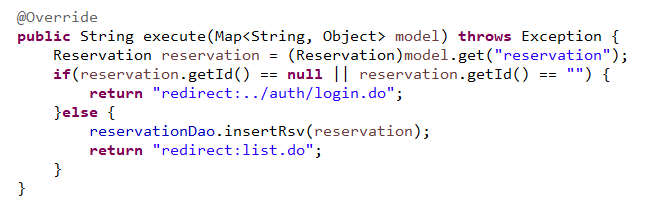 @Override
public String execute(Map<String, Object> model) throws Exception {
    Reservation reservation = (Reservation)model.get("reservation");
    if(reservation.getId() == null || reservation.getId() == "") {
        return "redirect:../auth/login.do";
    }else {
        reservationDao.insertRsv(reservation);
        return "redirect:list.do";
    }
}